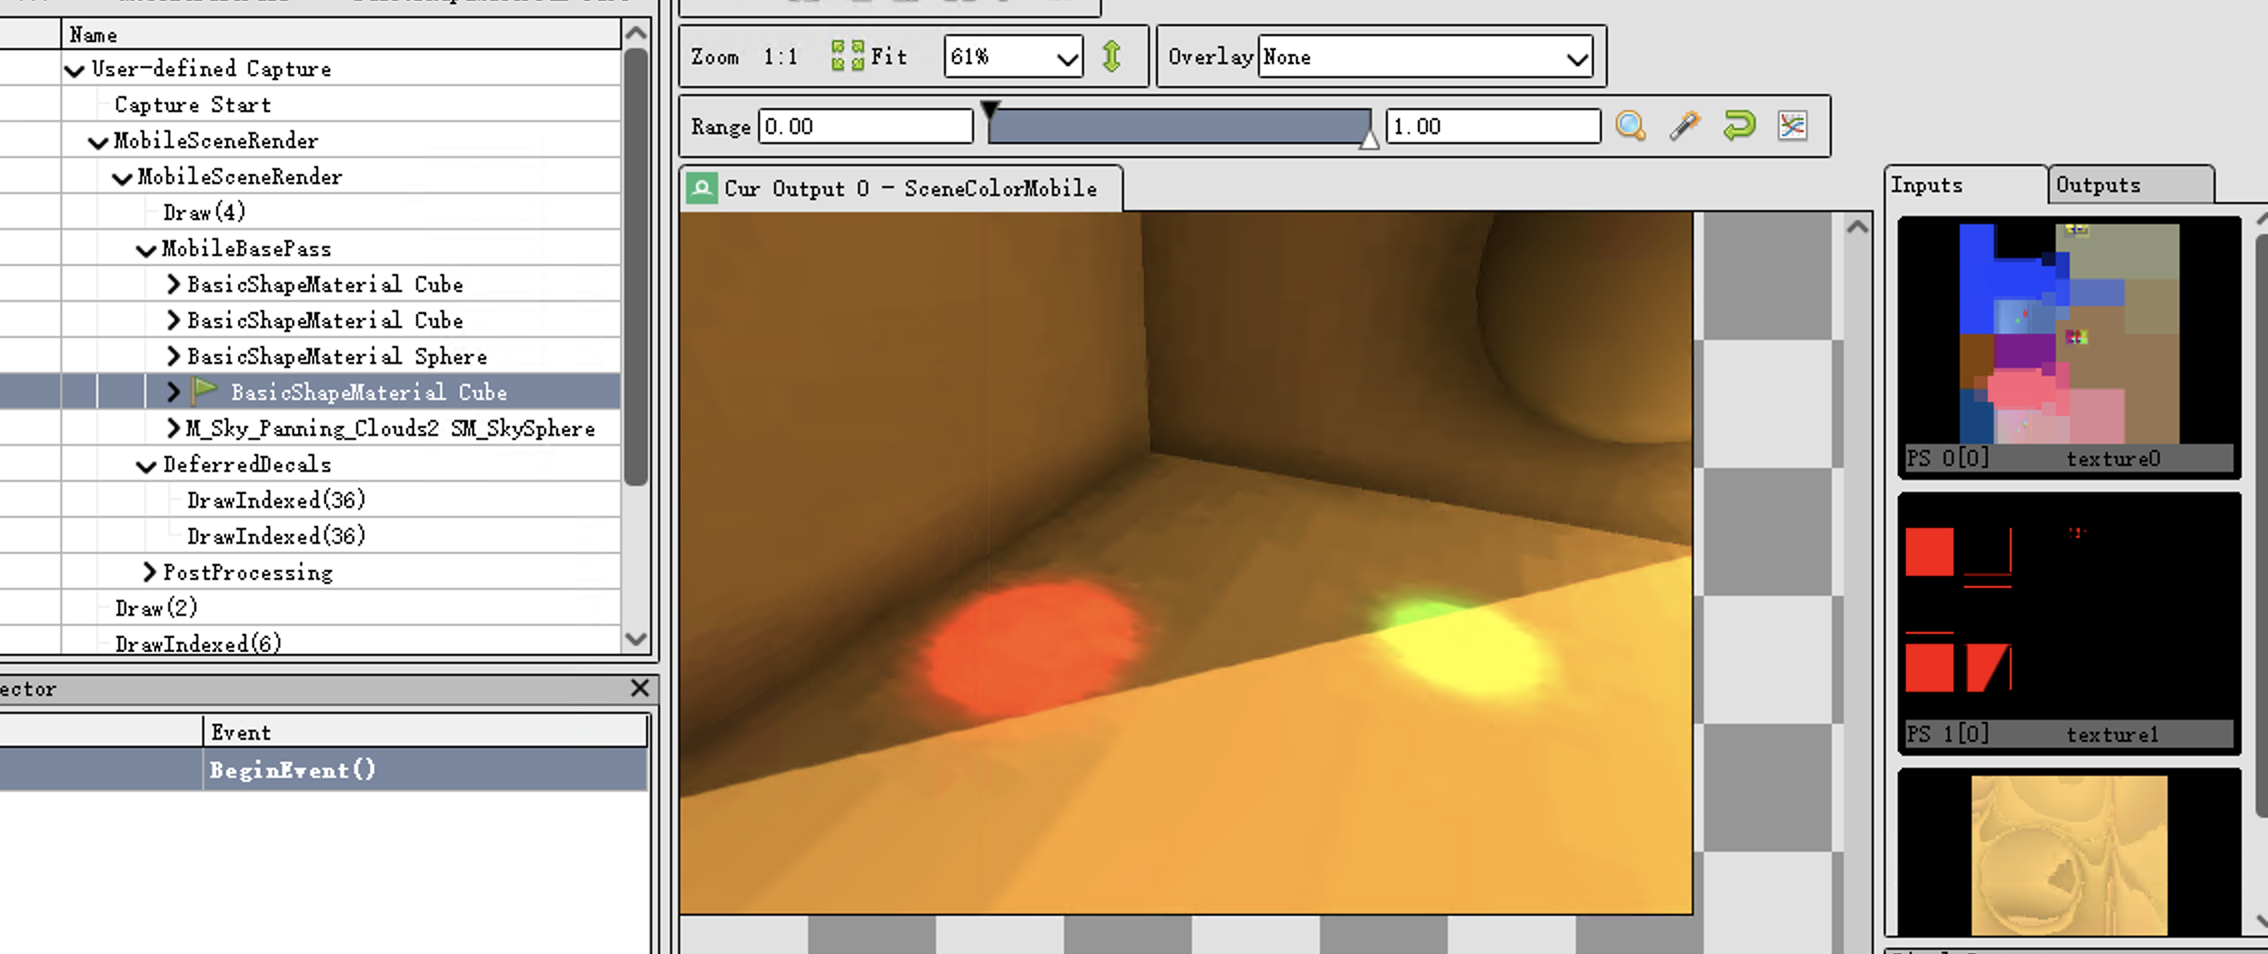 Name
User-defined Capture
Capture Start
MobileSceneRender
MobileSceneRender
Draw(4)
MobileBasePass
BasicShapeMaterial Cube
BasicShapeMaterial Cube
BasicShapeMaterial Sphere
BasicShapeMaterial Cube
M_Sky_Panning_Clouds2 SM_SkySphere
DeferredDecals
DrawIndexed(36)
DrawIndexed(36)
PostProcessing
Draw(2)
DrawIndexed(6)
ector
Event
BeginEvent()
Zoom 1:1 Fit 61% Overlay None
Range 0.00 1.00
Cur Output 0 - SceneColorMobile
Inputs Outputs
PS 0[0] texture0
PS 1[0] texture1